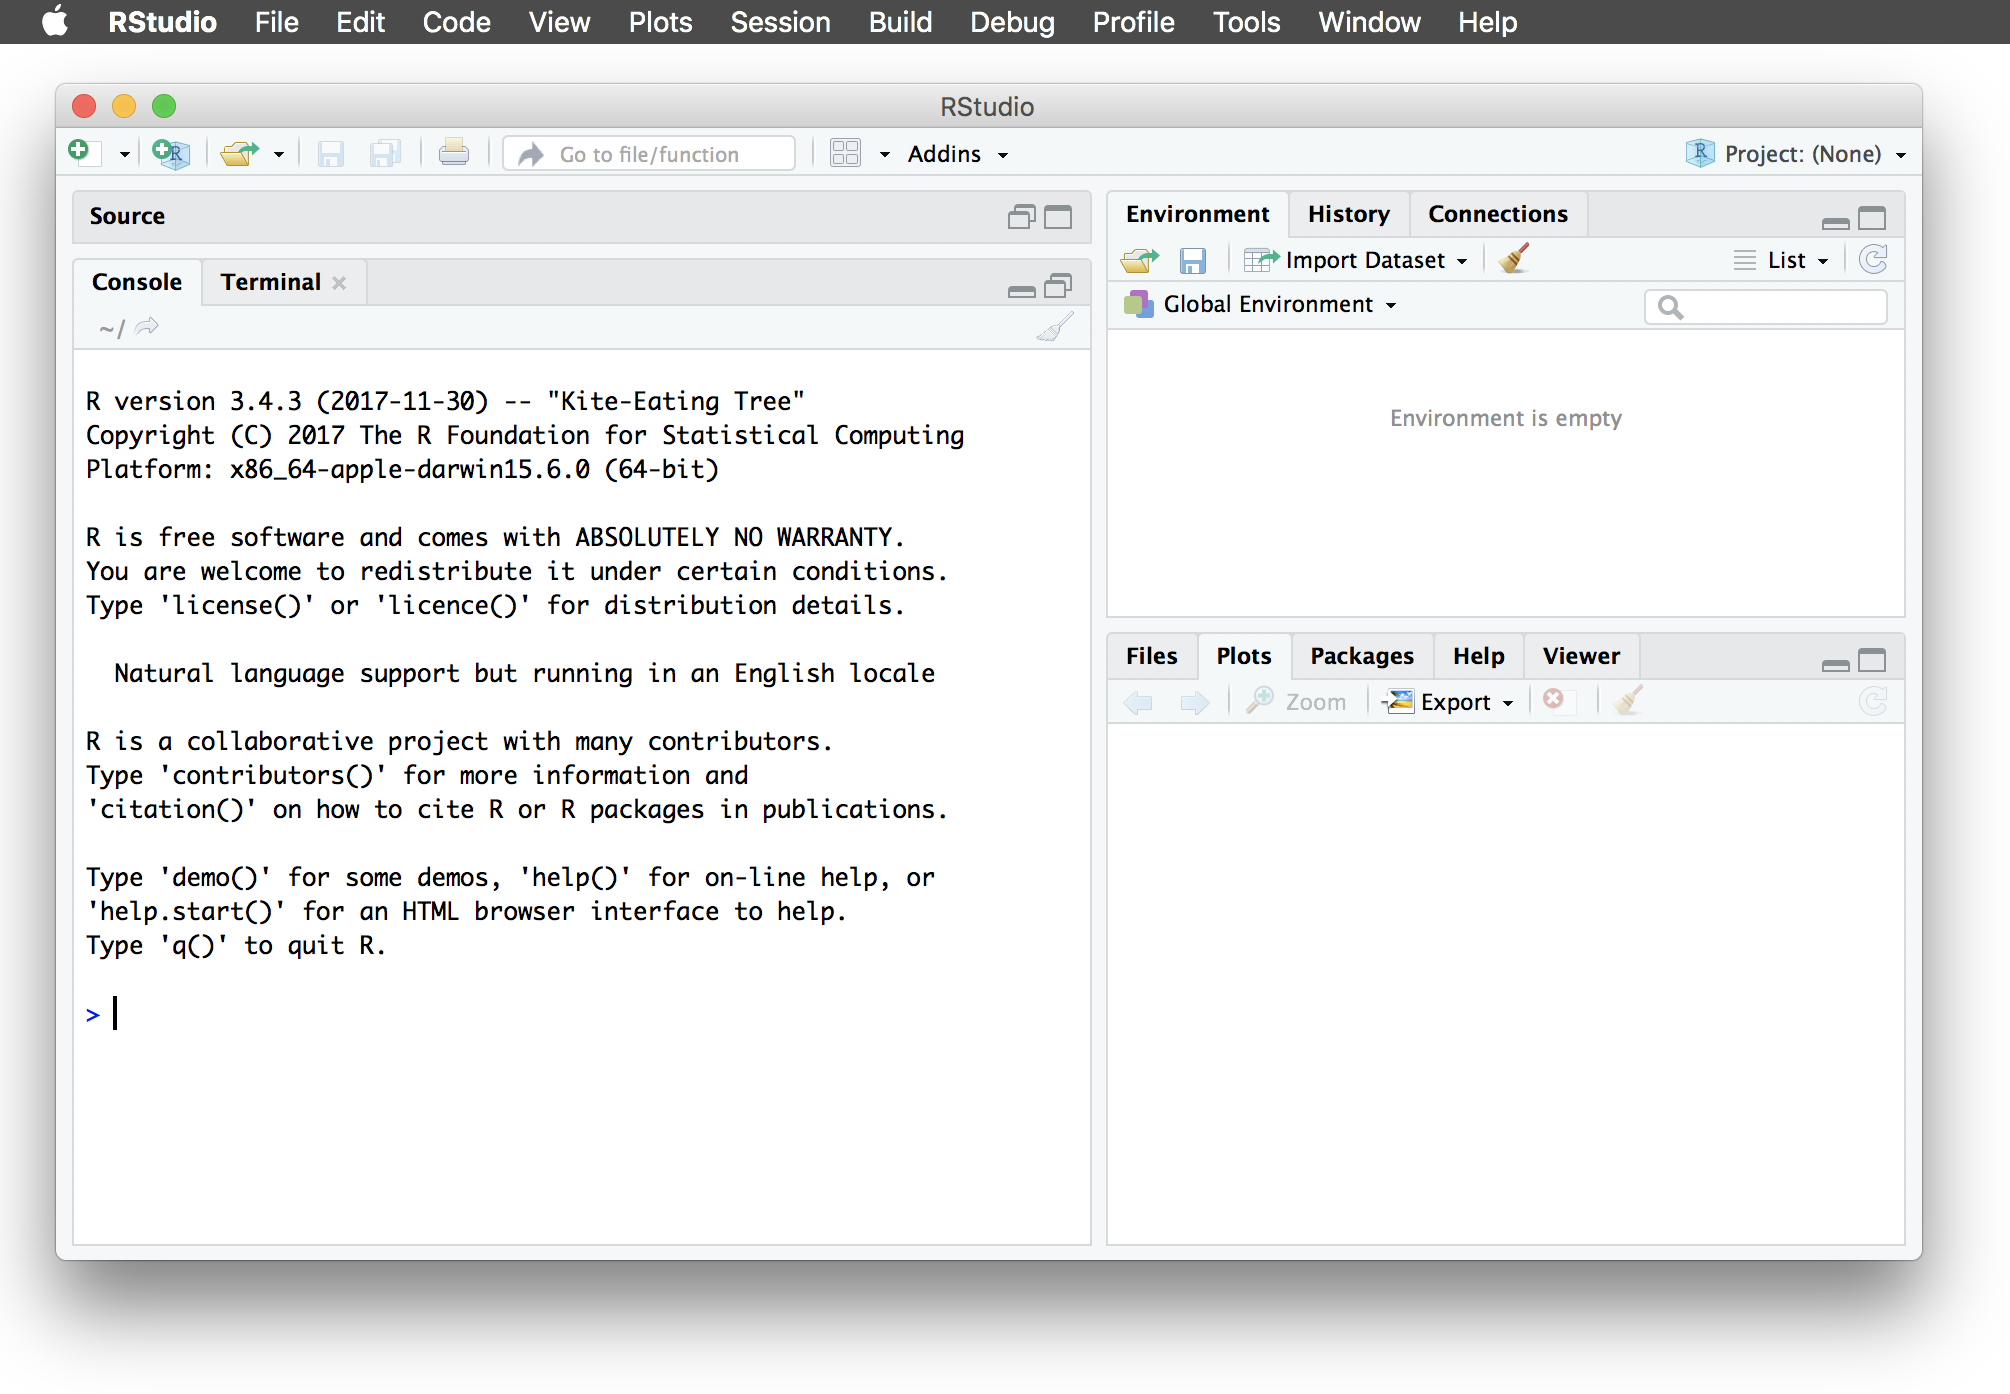 RStudio File Edit Code View Plots Session Build Debug Profile Tools Window Help
RStudio
Go to file/function Addins Project: (None)
Source
Console Terminal
~/
R version 3.4.3 (2017-11-30) -- "Kite-Eating Tree"
Copyright (C) 2017 The R Foundation for Statistical Computing
Platform: x86_64-apple-darwin15.6.0 (64-bit)
R is free software and comes with ABSOLUTELY NO WARRANTY.
You are welcome to redistribute it under certain conditions.
Type 'license()' or 'licence()' for distribution details.
Natural language support but running in an English locale
R is a collaborative project with many contributors.
Type 'contributors()' for more information and
'citation()' on how to cite R or R packages in publications.
Type 'demo()' for some demos, 'help()' for on-line help, or
'help.start()' for an HTML browser interface to help.
Type 'q()' to quit R.
>
Environment History Connections
Import Dataset List
Global Environment
Environment is empty
Files Plots Packages Help Viewer
Zoom Export